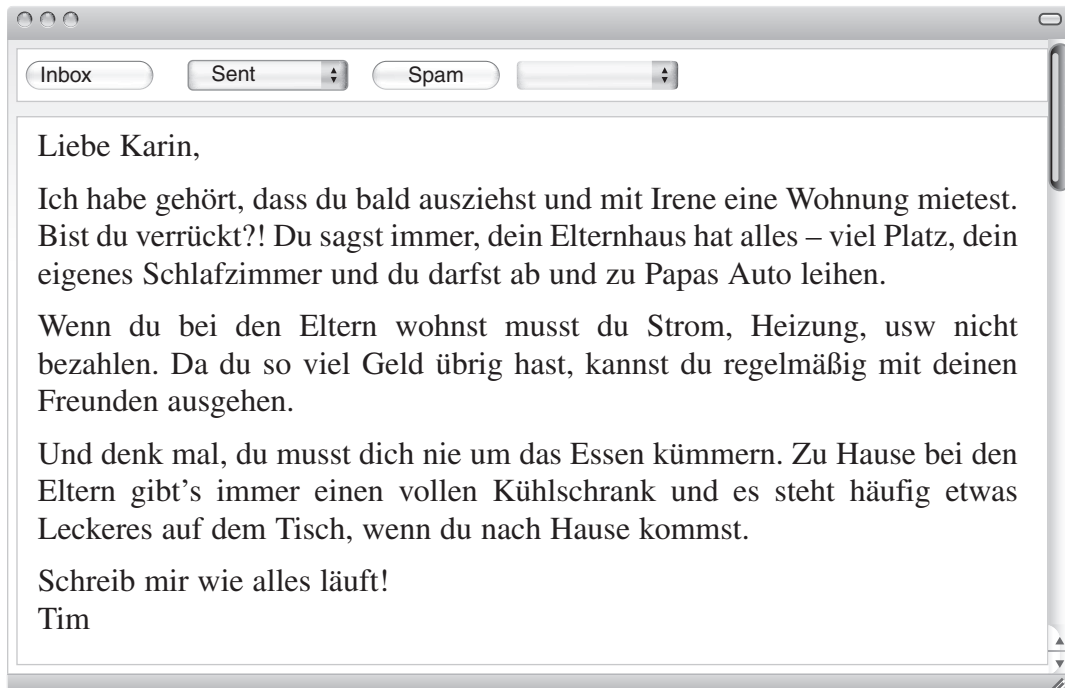 Inbox Sent Spam
Liebe Karin,
Ich habe gehört, dass du bald ausziehst und mit Irene eine Wohnung mietest.
Bist du verrückt?! Du sagst immer, dein Elternhaus hat alles – viel Platz, dein
eigenes Schlafzimmer und du darfst ab und zu Papas Auto leihen.
Wenn du bei den Eltern wohnst musst du Strom, Heizung, usw nicht
bezahlen. Da du so viel Geld übrig hast, kannst du regelmäßig mit deinen
Freunden ausgehen.
Und denk mal, du musst dich nie um das Essen kümmern. Zu Hause bei den
Eltern gibt’s immer einen vollen Kühlschrank und es steht häufig etwas
Leckeres auf dem Tisch, wenn du nach Hause kommst.
Schreib mir wie alles läuft!
Tim